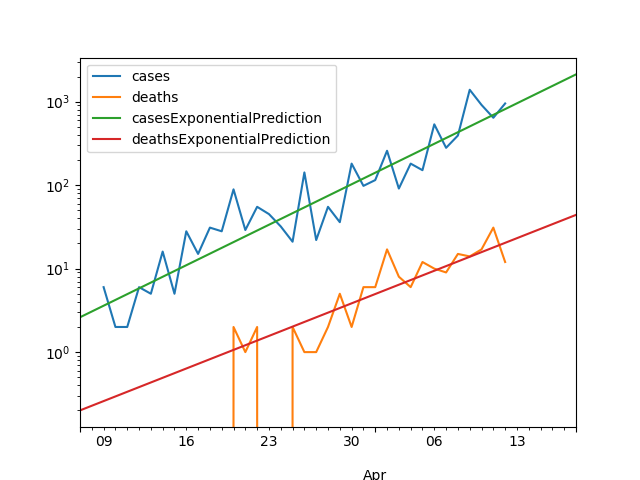 cases
deaths
casesExponentialPrediction
deathsExponentialPrediction
10³
10²
10¹
10⁰
09 16 23 30 06 13
Apr